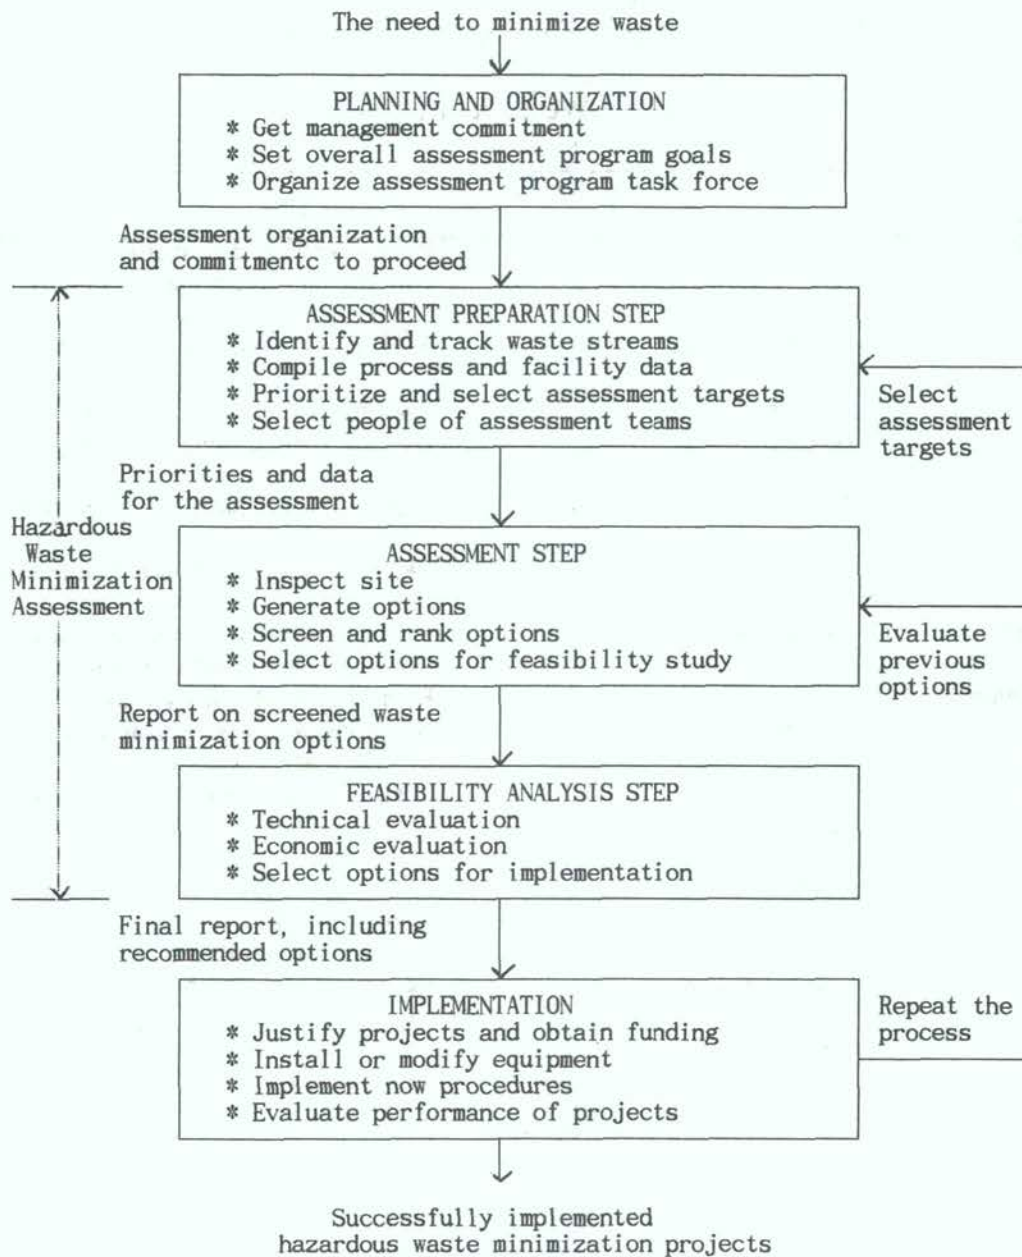 The need to minimize waste
PLANNING AND ORGANIZATION
* Get management commitment
* Set overall assessment program goals
* Organize assessment program task force
Assessment organization
and commitmentc to proceed
ASSESSMENT PREPARATION STEP
* Identify and track waste streams
* Compile process and facility data
* Prioritize and select assessment targets
* Select people of assessment teams
Select
assessment
targets
Priorities and data
for the assessment
Hazardous
Waste
Minimization
Assessment
ASSESSMENT STEP
* Inspect site
* Generate options
* Screen and rank options
* Select options for feasibility study
Evaluate
previous
options
Report on screened waste
minimization options
FEASIBILITY ANALYSIS STEP
* Technical evaluation
* Economic evaluation
* Select options for implementation
Final report, including
recommended options
IMPLEMENTATION
* Justify projects and obtain funding
* Install or modify equipment
* Implement now procedures
* Evaluate performance of projects
Repeat the
process
Successfully implemented
hazardous waste minimization projects